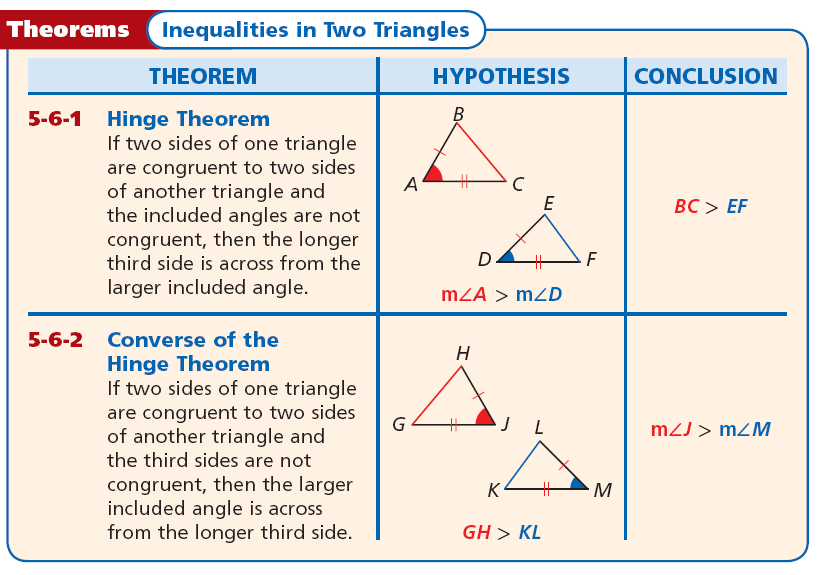 Theorems Inequalities in Two Triangles
THEOREM HYPOTHESIS CONCLUSION
5-6-1 Hinge Theorem
If two sides of one triangle
are congruent to two sides
of another triangle and
the included angles are not
congruent, then the longer
third side is across from the
larger included angle.
B
A
C
E
D
F
m∠A > m∠D
BC > EF
5-6-2 Converse of the
Hinge Theorem
If two sides of one triangle
are congruent to two sides
of another triangle and
the third sides are not
congruent, then the larger
included angle is across
from the longer third side.
H
G
J
L
K
M
GH > KL
m∠J > m∠M